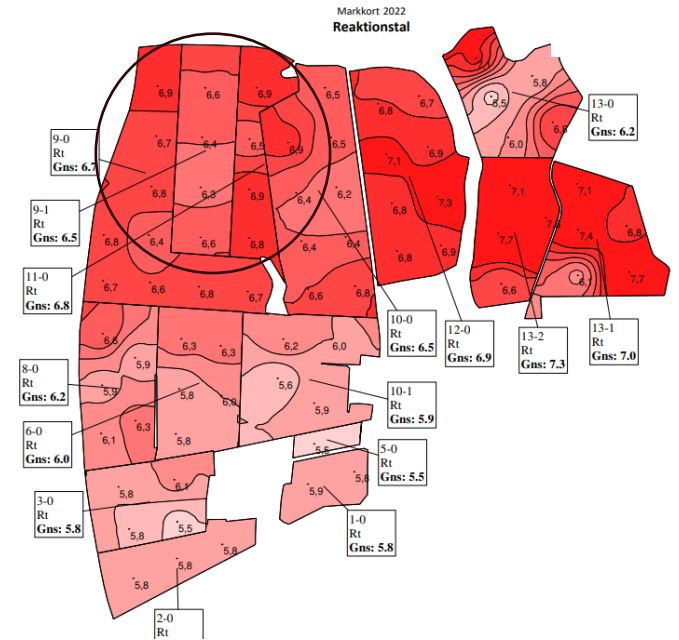 Markkort 2022
Reaktionstal
7,1
5,8
13-0
Rt
Gns: 6.2
5,5
6,9
6,6
6,9
6,5
6,8
6,7
6,0
6,8
9-0
Rt
Gns: 6.7
6,7
6,4
6,5
6,9
6,5
7,1
6,9
9-1
Rt
Gns: 6.5
6,8
6,3
6,9
6,4
6,2
6,8
7,3
7,1
7,1
6,8
6,4
6,6
6,8
6,4
6,4
6,8
6,9
7,7
7,4
6,8
11-0
Rt
Gns: 6.8
6,7
6,6
6,8
6,7
6,6
6,8
6,6
6,1
7,7
10-0
Rt
Gns: 6.5
12-0
Rt
Gns: 6.9
13-2
Rt
Gns: 7.3
13-1
Rt
Gns: 7.0
6,3
6,3
6,2
6,0
8-0
Rt
Gns: 6.2
5,9
5,9
5,8
6,0
5,6
5,9
10-1
Rt
Gns: 5.9
6-0
Rt
Gns: 6.0
6,1
6,3
5,8
5,5
5-0
Rt
Gns: 5.5
3-0
Rt
Gns: 5.8
5,8
6,1
5,8
5,5
5,9
5,8
1-0
Rt
Gns: 5.8
5,8
5,8
5,8
2-0
Rt